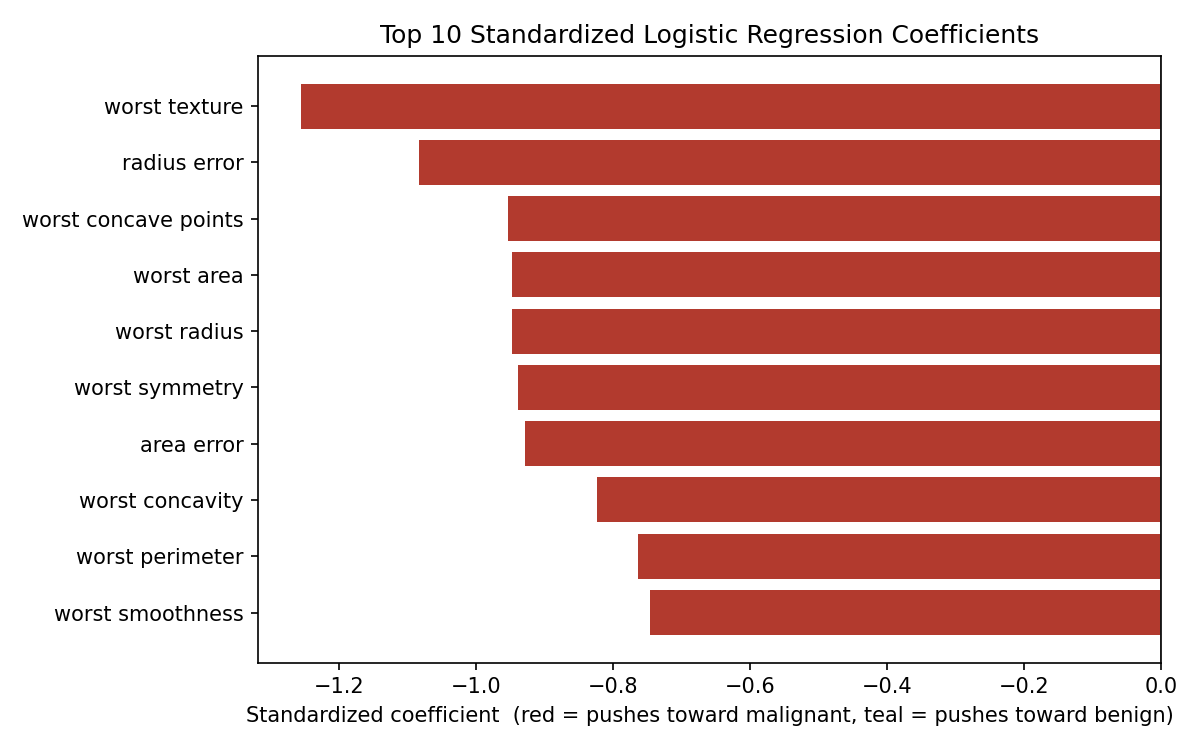 Top 10 Standardized Logistic Regression Coefficients
worst texture
radius error
worst concave points
worst area
worst radius
worst symmetry
area error
worst concavity
worst perimeter
worst smoothness
−1.2 −1.0 −0.8 −0.6 −0.4 −0.2 0.0
Standardized coefficient  (red = pushes toward malignant, teal = pushes toward benign)